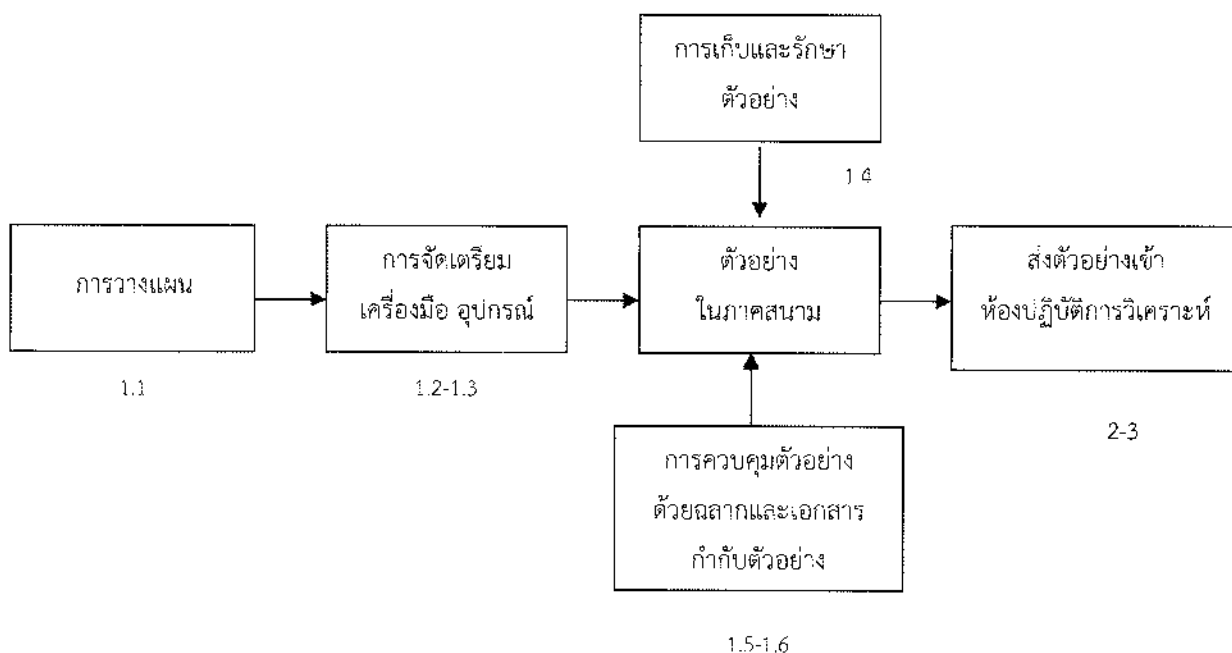 การเก็บและรักษา
ตัวอย่าง
1.4
การวางแผน
1.1
การจัดเตรียม
เครื่องมือ อุปกรณ์
1.2-1.3
ตัวอย่าง
ในภาคสนาม
ส่งตัวอย่างเข้า
ห้องปฏิบัติการวิเคราะห์
2-3
การควบคุมตัวอย่าง
ด้วยฉลากและเอกสาร
กำกับตัวอย่าง
1.5-1.6